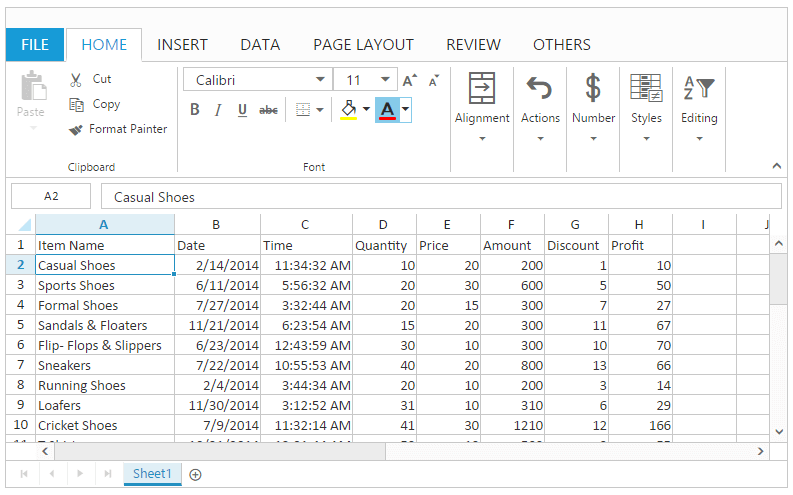 FILE HOME INSERT DATA PAGE LAYOUT REVIEW OTHERS
Paste
Cut
Copy
Format Painter
Clipboard
Calibri 11 A A
B I U abc A
Font
Alignment
Actions
$
Number
Styles
A
Z
Editing
A2 Casual Shoes
A B C D E F G H I J
1 Item Name Date Time Quantity Price Amount Discount Profit
2 Casual Shoes 2/14/2014 11:34:32 AM 10 20 200 1 10
3 Sports Shoes 6/11/2014 5:56:32 AM 20 30 600 5 50
4 Formal Shoes 7/27/2014 3:32:44 AM 20 15 300 7 27
5 Sandals & Floaters 11/21/2014 6:23:54 AM 15 20 300 11 67
6 Flip- Flops & Slippers 6/23/2014 12:43:59 AM 30 10 300 10 70
7 Sneakers 7/22/2014 10:55:53 AM 40 20 800 13 66
8 Running Shoes 2/4/2014 3:44:34 AM 20 10 200 3 14
9 Loafers 11/30/2014 3:12:52 AM 31 10 310 6 29
10 Cricket Shoes 7/9/2014 11:32:14 AM 41 30 1210 12 166
Sheet1